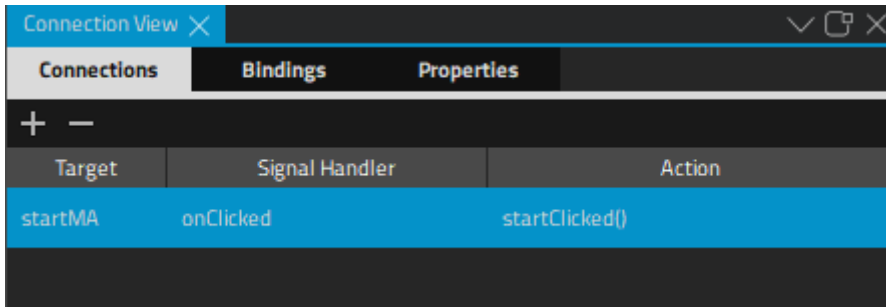 Connection View
Connections Bindings Properties
Target Signal Handler Action
startMA onClicked startClicked()